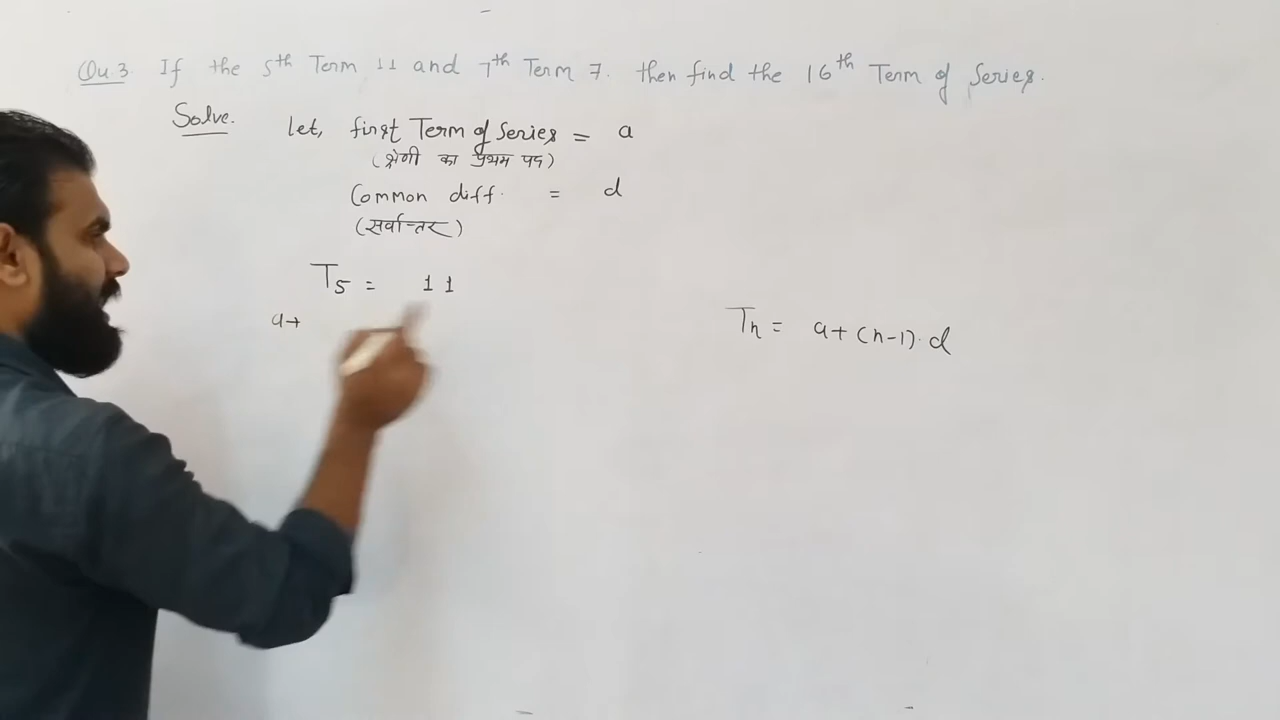 Qu 3. If the 5th Term 11 and 7th Term 7. then find the 16th Term of Series.
Solve.
let, first Term of Series = a
(श्रेणी का प्रथम पद)
Common diff. = d
(सर्वान्तर)
T5 = 11
a+
Tn = a+(n-1).d